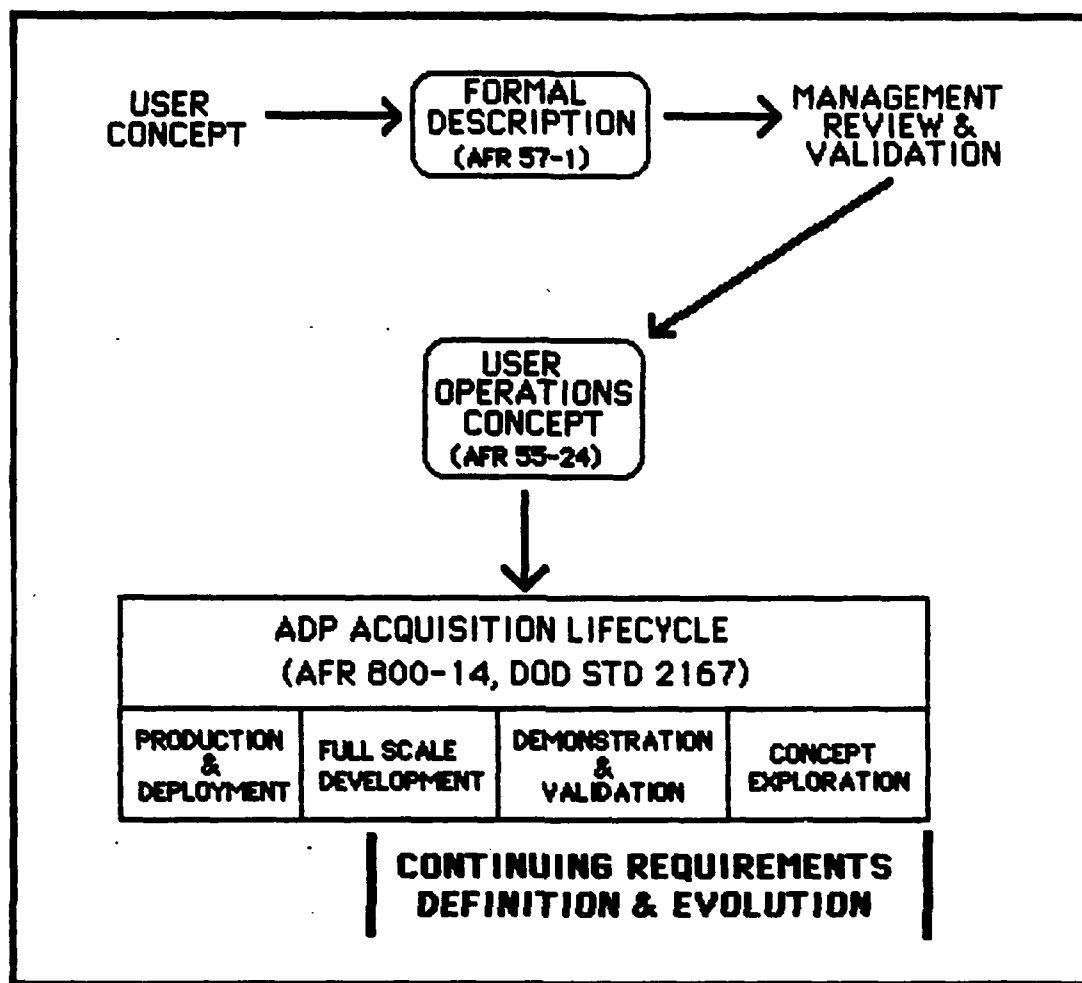 USER
CONCEPT
FORMAL
DESCRIPTION
(AFR 57-1)
MANAGEMENT
REVIEW &
VALIDATION
USER
OPERATIONS
CONCEPT
(AFR 55-24)
ADP ACQUISITION LIFECYCLE
(AFR 800-14, DOD STD 2167)
PRODUCTION
&
DEPLOYMENT
FULL SCALE
DEVELOPMENT
DEMONSTRATION
&
VALIDATION
CONCEPT
EXPLORATION
CONTINUING REQUIREMENTS
DEFINITION & EVOLUTION